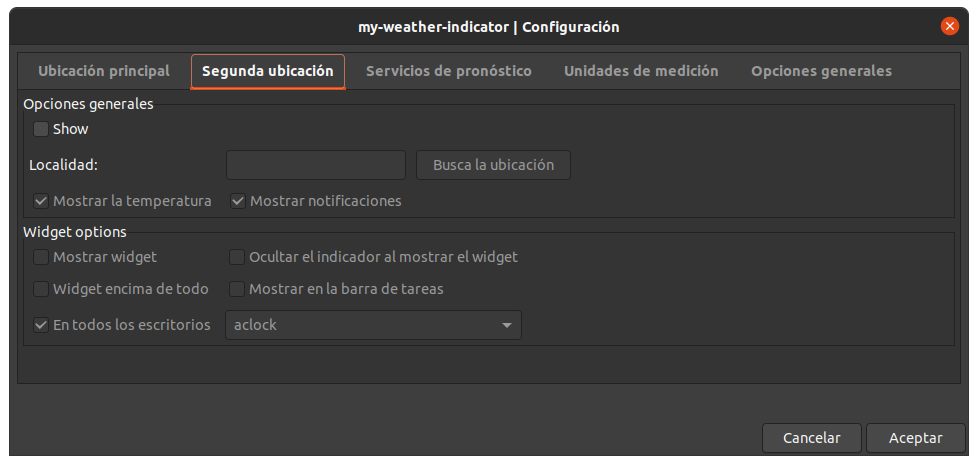 my-weather-indicator | Configuración
Ubicación principal Segunda ubicación Servicios de pronóstico Unidades de medición Opciones generales
Opciones generales
Show
Localidad: Busca la ubicación
Mostrar la temperatura Mostrar notificaciones
Widget options
Mostrar widget Ocultar el indicador al mostrar el widget
Widget encima de todo Mostrar en la barra de tareas
En todos los escritorios aclock
Cancelar Aceptar